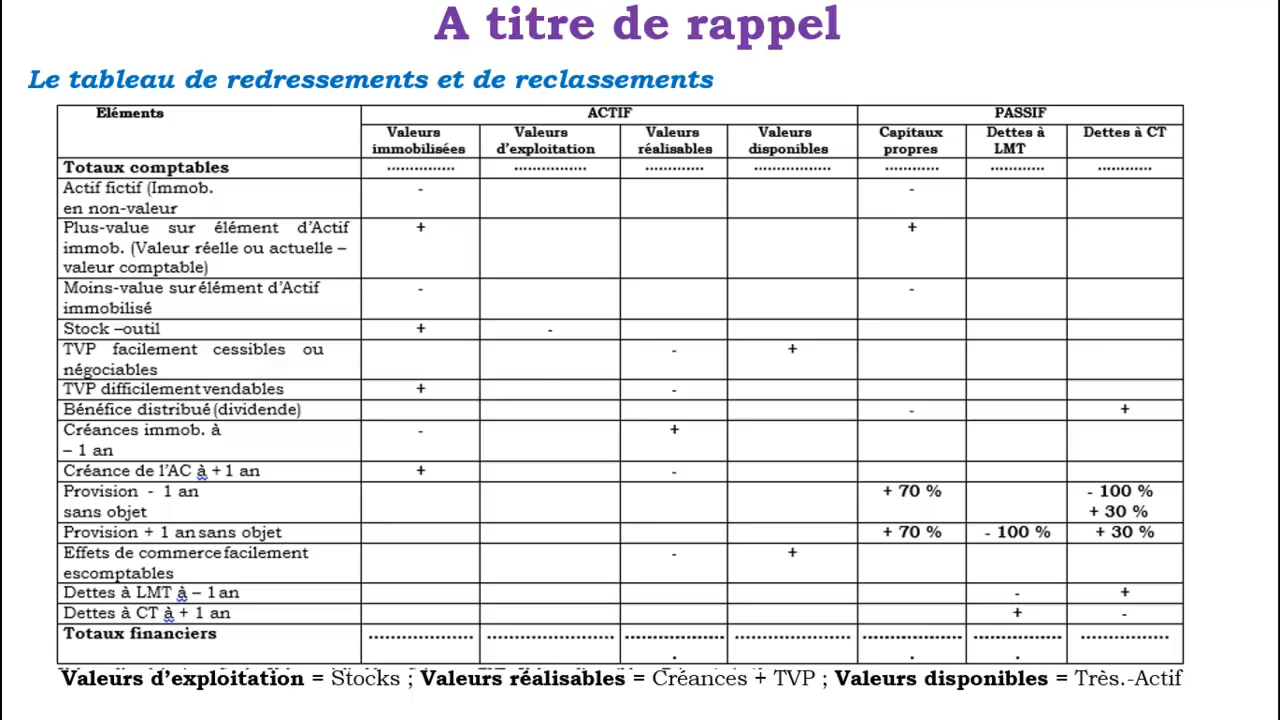 A titre de rappel
Le tableau de redressements et de reclassements
Eléments ACTIF PASSIF
Valeurs immobilisées Valeurs d'exploitation Valeurs réalisables Valeurs disponibles Capitaux propres Dettes à LMT Dettes à CT
Totaux comptables ............... ................ ............. ................. ............ ............ ............
Actif fictif (Immob. - -
en non-valeur
Plus-value sur élément d'Actif + +
immob. (Valeur réelle ou actuelle –
valeur comptable)
Moins-value sur élément d'Actif - -
immobilisé
Stock –outil + -
TVP facilement cessibles ou - +
négociables
TVP difficilement vendables + -
Bénéfice distribué (dividende) - +
Créances immob. à - +
– 1 an
Créance de l'AC à + 1 an + -
Provision - 1 an + 70 % - 100 %
sans objet + 30 %
Provision + 1 an sans objet + 70 % - 100 % + 30 %
Effets de commerce facilement - +
escomptables
Dettes à LMT à – 1 an - +
Dettes à CT à + 1 an + -
Totaux financiers ................... ....................... ................... ..................... ................... ................. ................
. . .
Valeurs d'exploitation = Stocks ; Valeurs réalisables = Créances + TVP ; Valeurs disponibles = Très.-Actif